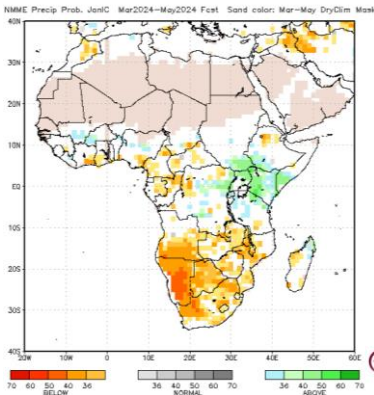 NMME Precip Prob. JanIC Mar2024-May2024 Fcst Sand color: Mar-May DryClim Mask
40N
30N
20N
10N
EQ
10S
20S
30S
40S
20W 10W 0 10E 20E 30E 40E 50E 60E
70 60 50 40 36 36 40 50 60 70 36 40 50 60 70
BELOW NORMAL ABOVE